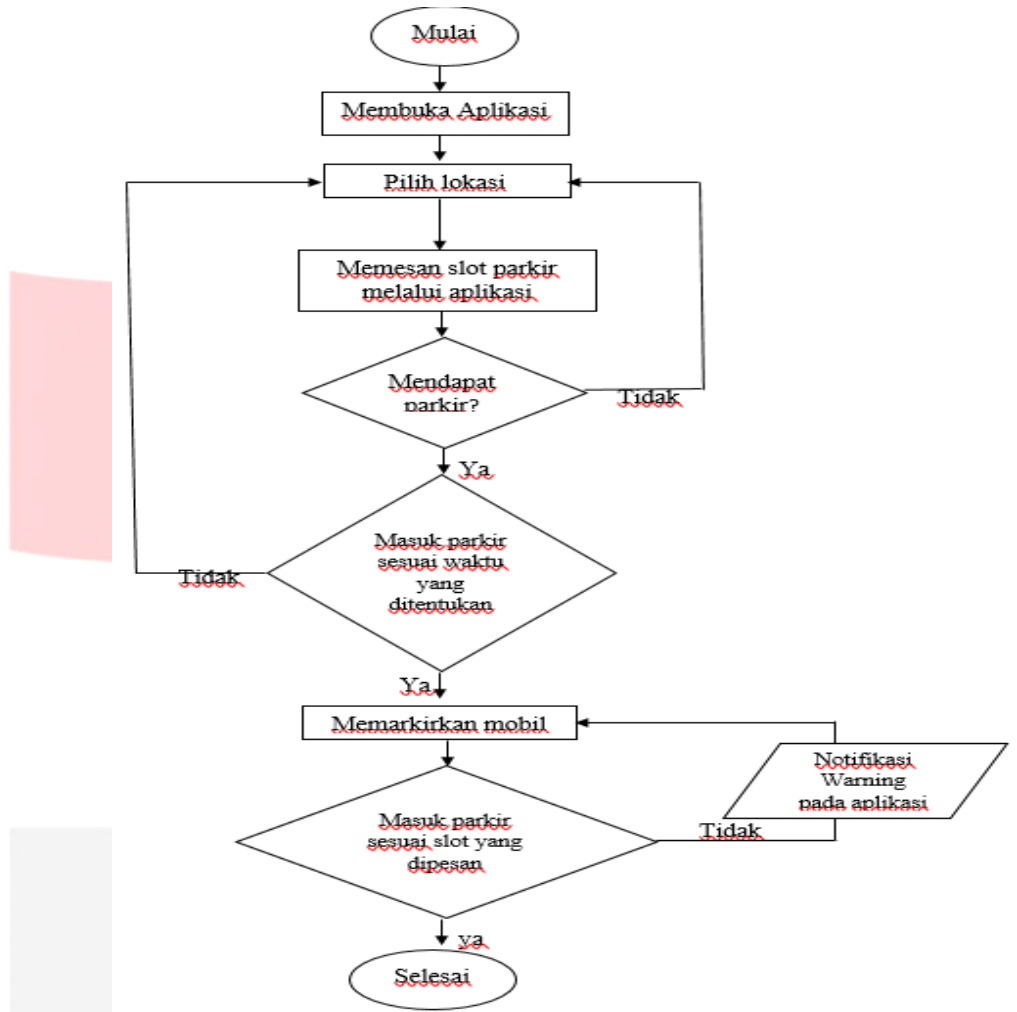 Mulai
Membuka Aplikasi
Pilih lokasi
Memesan slot parkir
melalui aplikasi
Mendapat
parkir?
Tidak
Ya
Masuk parkir
sesuai waktu
yang
ditentukan
Tidak
Ya
Memarkirkan mobil
Notifikasi
Warning
pada aplikasi
Masuk parkir
sesuai slot yang
dipesan
Tidak
ya
Selesai